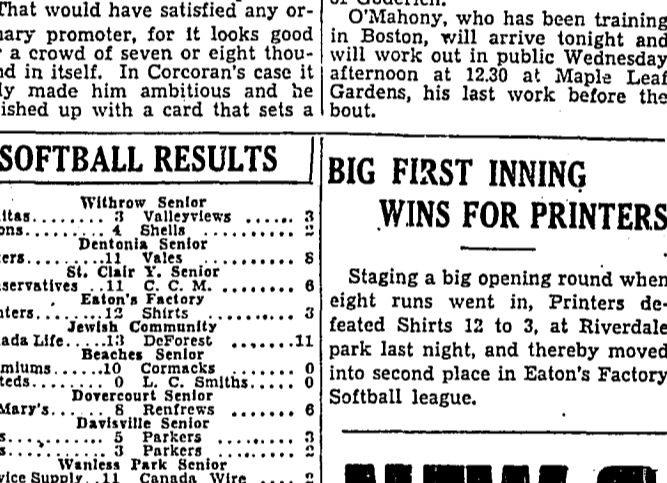 That would have satisfied any or-
nary promoter, for it looks good
a crowd of seven or eight thou-
nd in itself. In Corcoran's case it
ly made him ambitious and he
ished up with a card that sets a
SOFTBALL RESULTS
Withrow Senior
itas........ 3 Valleyviews ...... 3
ons......... 4 Shells .......... 2
Dentonia Senior
ers.........11 Vales ........... 8
St. Clair Y. Senior
servatives ..11 C. C. M. ........ 6
Eaton's Factory
nters........12 Shirts .......... 3
Jewish Community
ada Life.....13 DeForest ........11
Beaches Senior
miums......10 Cormacks ........ 0
teds......... 0 L. C. Smiths..... 0
Dovercourt Senior
Mary's..... 8 Renfrews ........ 6
Davisville Senior
s........... 5 Parkers ......... 3
s........... 3 Parkers ......... 2
Wanless Park Senior
vice Supply..11 Canada Wire ... 2
O'Mahony, who has been training
in Boston, will arrive tonight and
will work out in public Wednesday
afternoon at 12.30 at Maple Leaf
Gardens, his last work before the
bout.
BIG FIRST INNING
WINS FOR PRINTERS
Staging a big opening round when
eight runs went in, Printers de-
feated Shirts 12 to 3, at Riverdale
park last night, and thereby moved
into second place in Eaton's Factory
Softball league.